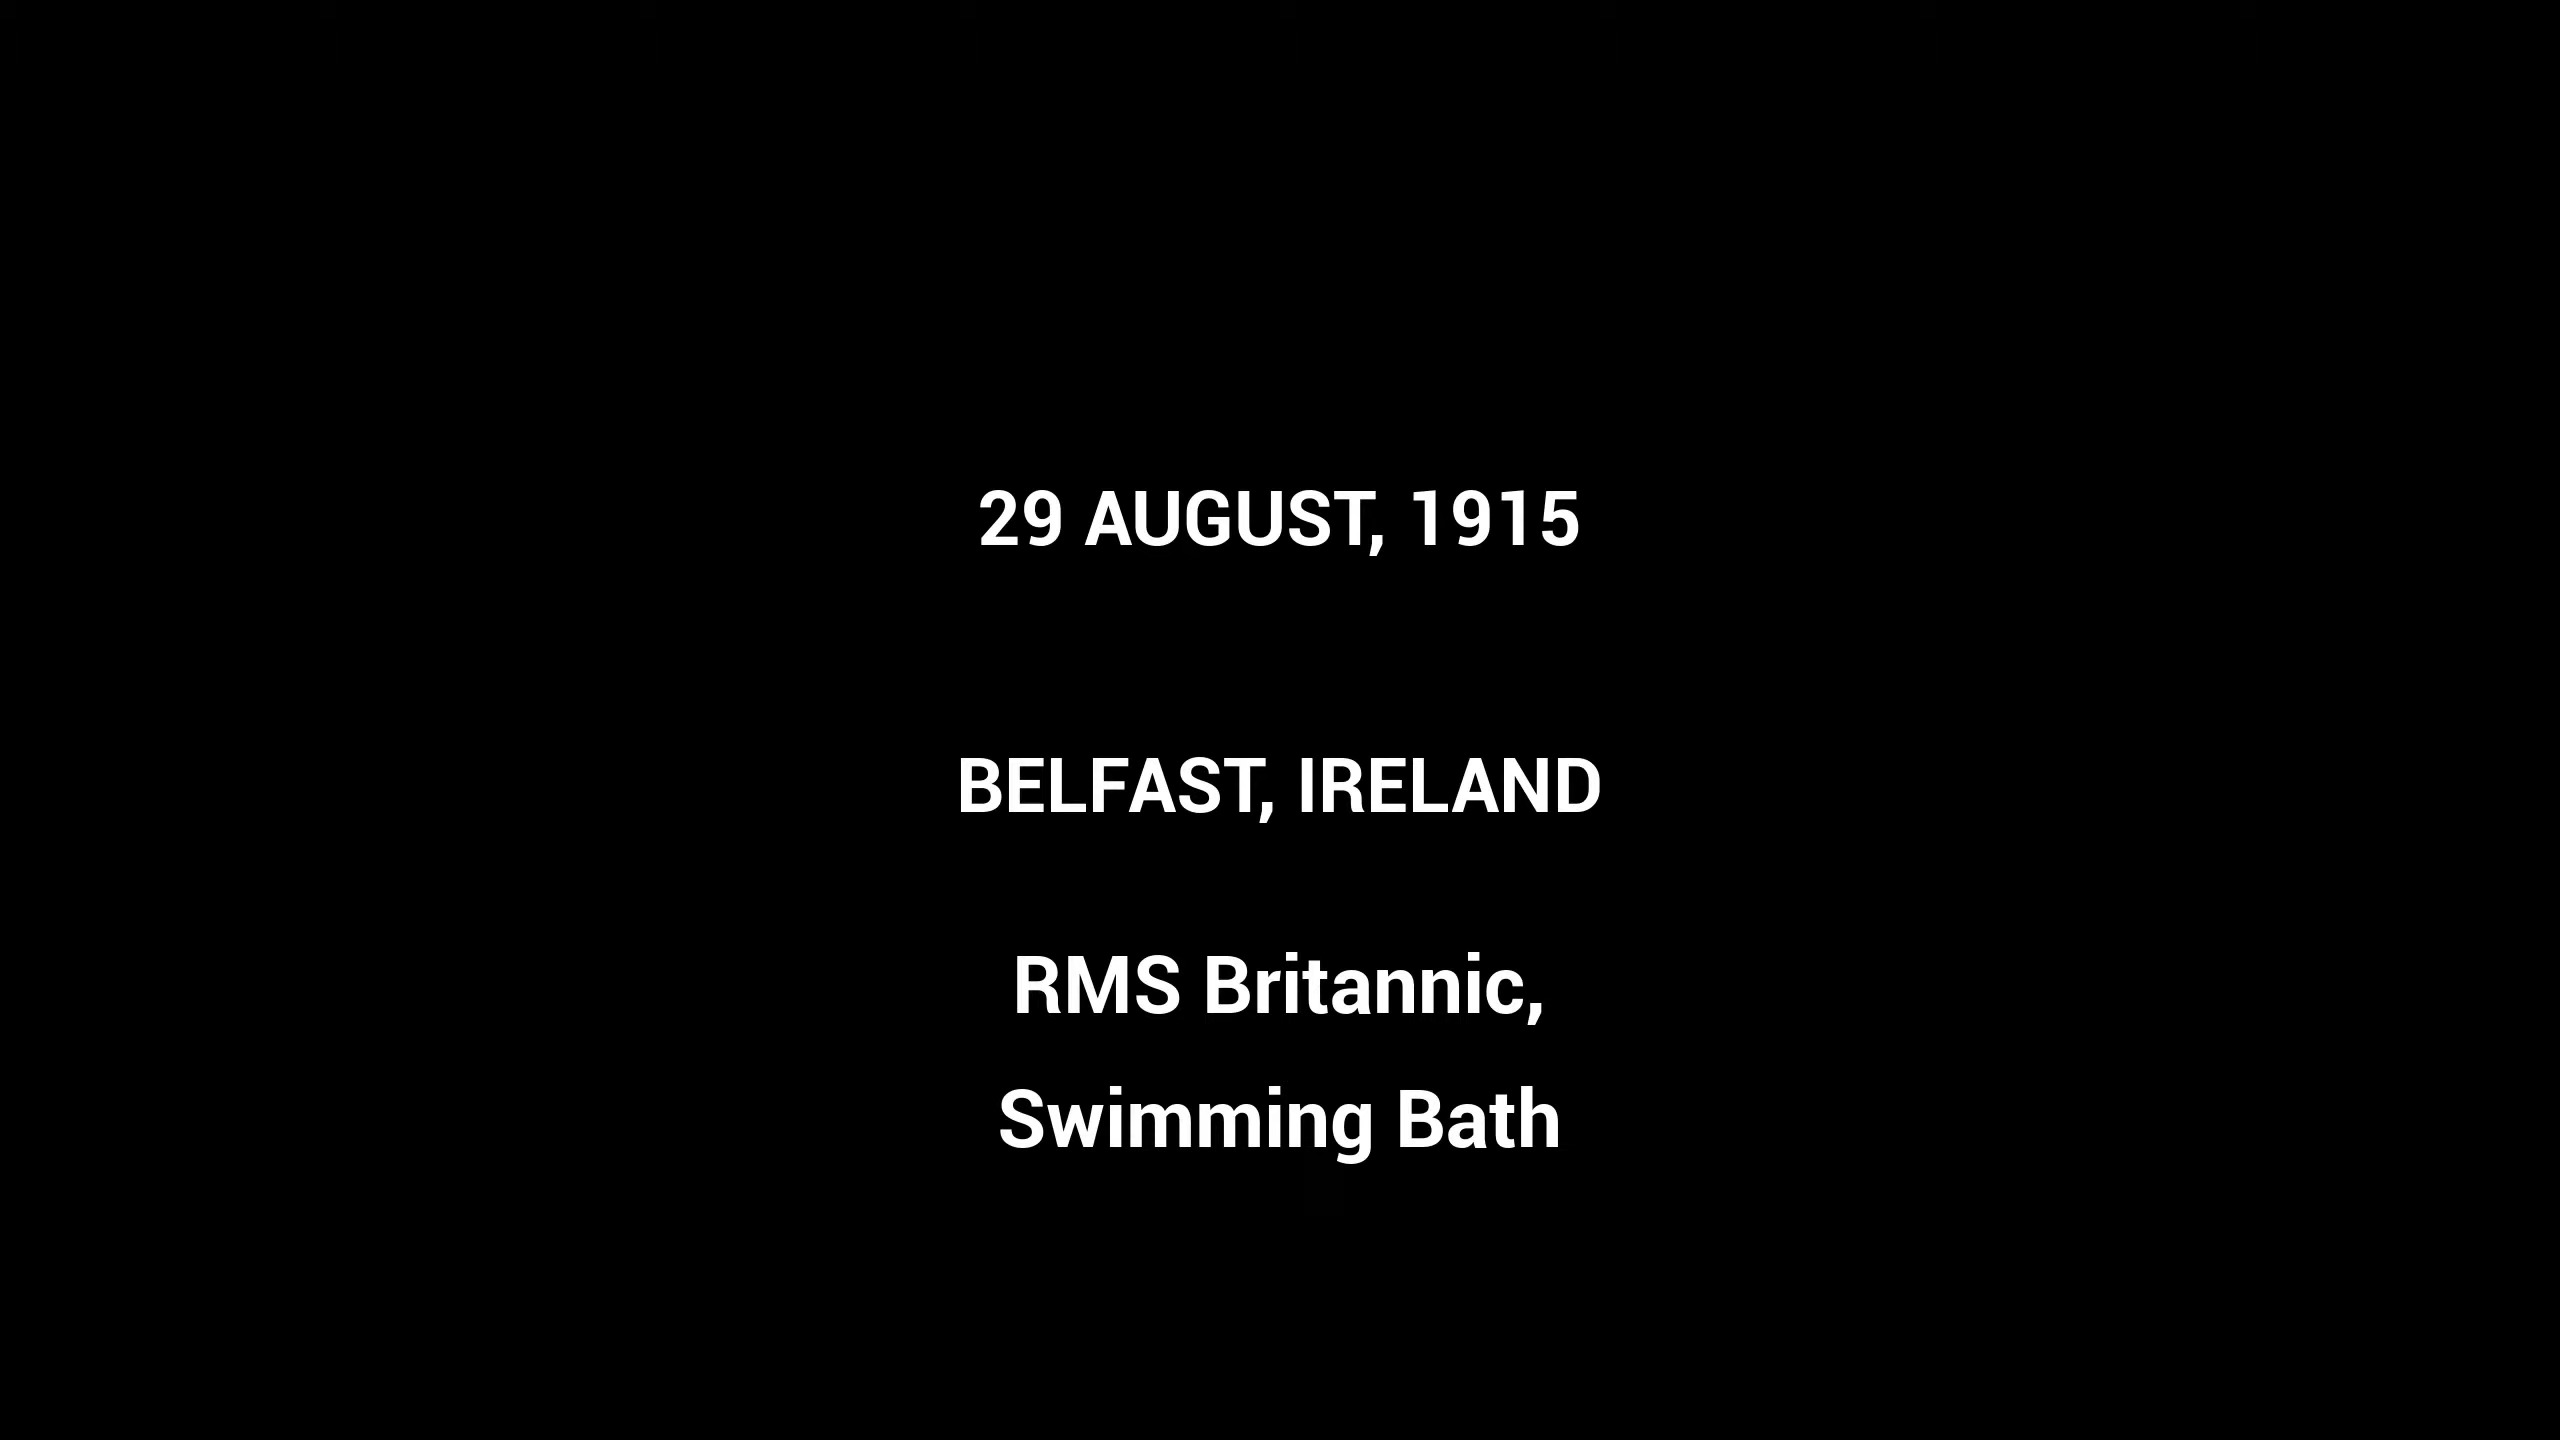 29 AUGUST, 1915
BELFAST, IRELAND
RMS Britannic,
Swimming Bath